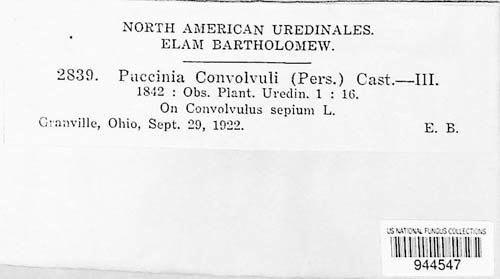 NORTH AMERICAN UREDINALES.
ELAM BARTHOLOMEW.
2839. Puccinia Convolvuli (Pers.) Cast.—III.
1842 : Obs. Plant. Uredin. 1 : 16.
On Convolvulus sepium L.
Granville, Ohio, Sept. 29, 1922. E. B.
US NATIONAL FUNGUS COLLECTIONS
944547